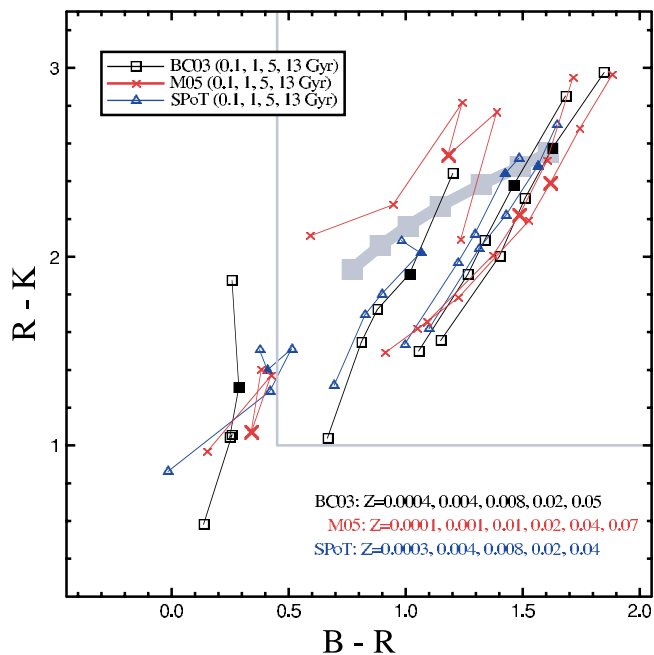 BC03 (0.1, 1, 5, 13 Gyr)
M05 (0.1, 1, 5, 13 Gyr)
SPoT (0.1, 1, 5, 13 Gyr)
3
2
1
R - K
BC03: Z=0.0004, 0.004, 0.008, 0.02, 0.05
M05: Z=0.0001, 0.001, 0.01, 0.02, 0.04, 0.07
SPoT: Z=0.0003, 0.004, 0.008, 0.02, 0.04
0.0 0.5 1.0 1.5 2.0
B - R